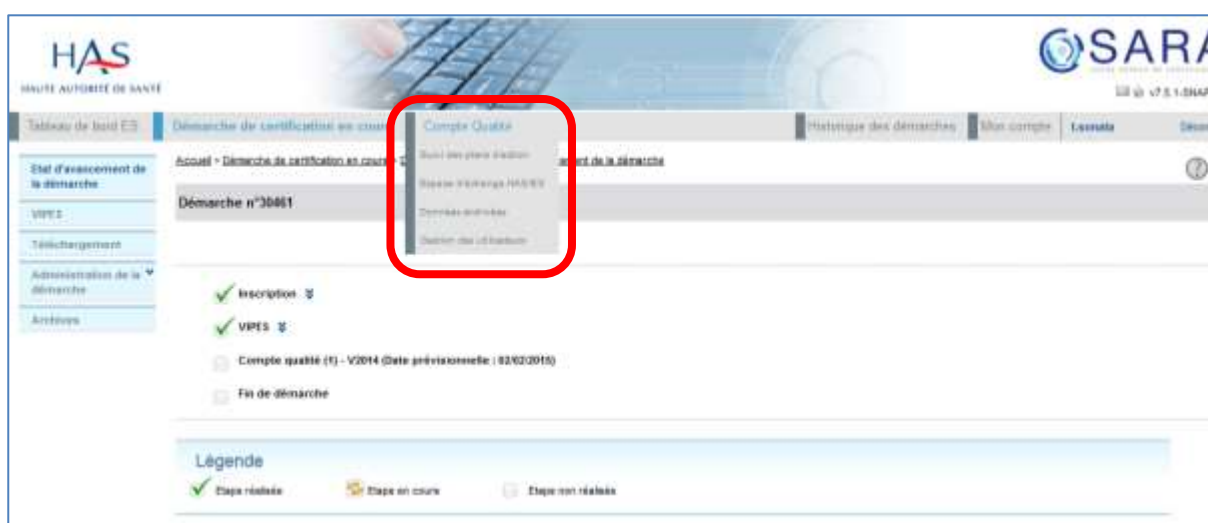 HAS
HAUTE AUTORITÉ DE SANTÉ
SARA
Tableau de bord ES
Démarche de certification en cours
Compte Qualité
Historique des démarches
Mon compte
Accueil > Démarche de certification en cours >
ment de la démarche
Suivi des plans d'action
Espace d'échange HAS/ES
Gestion des utilisateurs
Etat d'avancement de
la démarche
VIPES
Téléchargement
Administration de la
démarche
Archives
Démarche n°30461
Inscription
VIPES
Compte qualité (1) - V2014 (Date prévisionnelle : 02/02/2015)
Fin de démarche
Légende
Etape réalisée
Etape en cours
Etape non réalisée